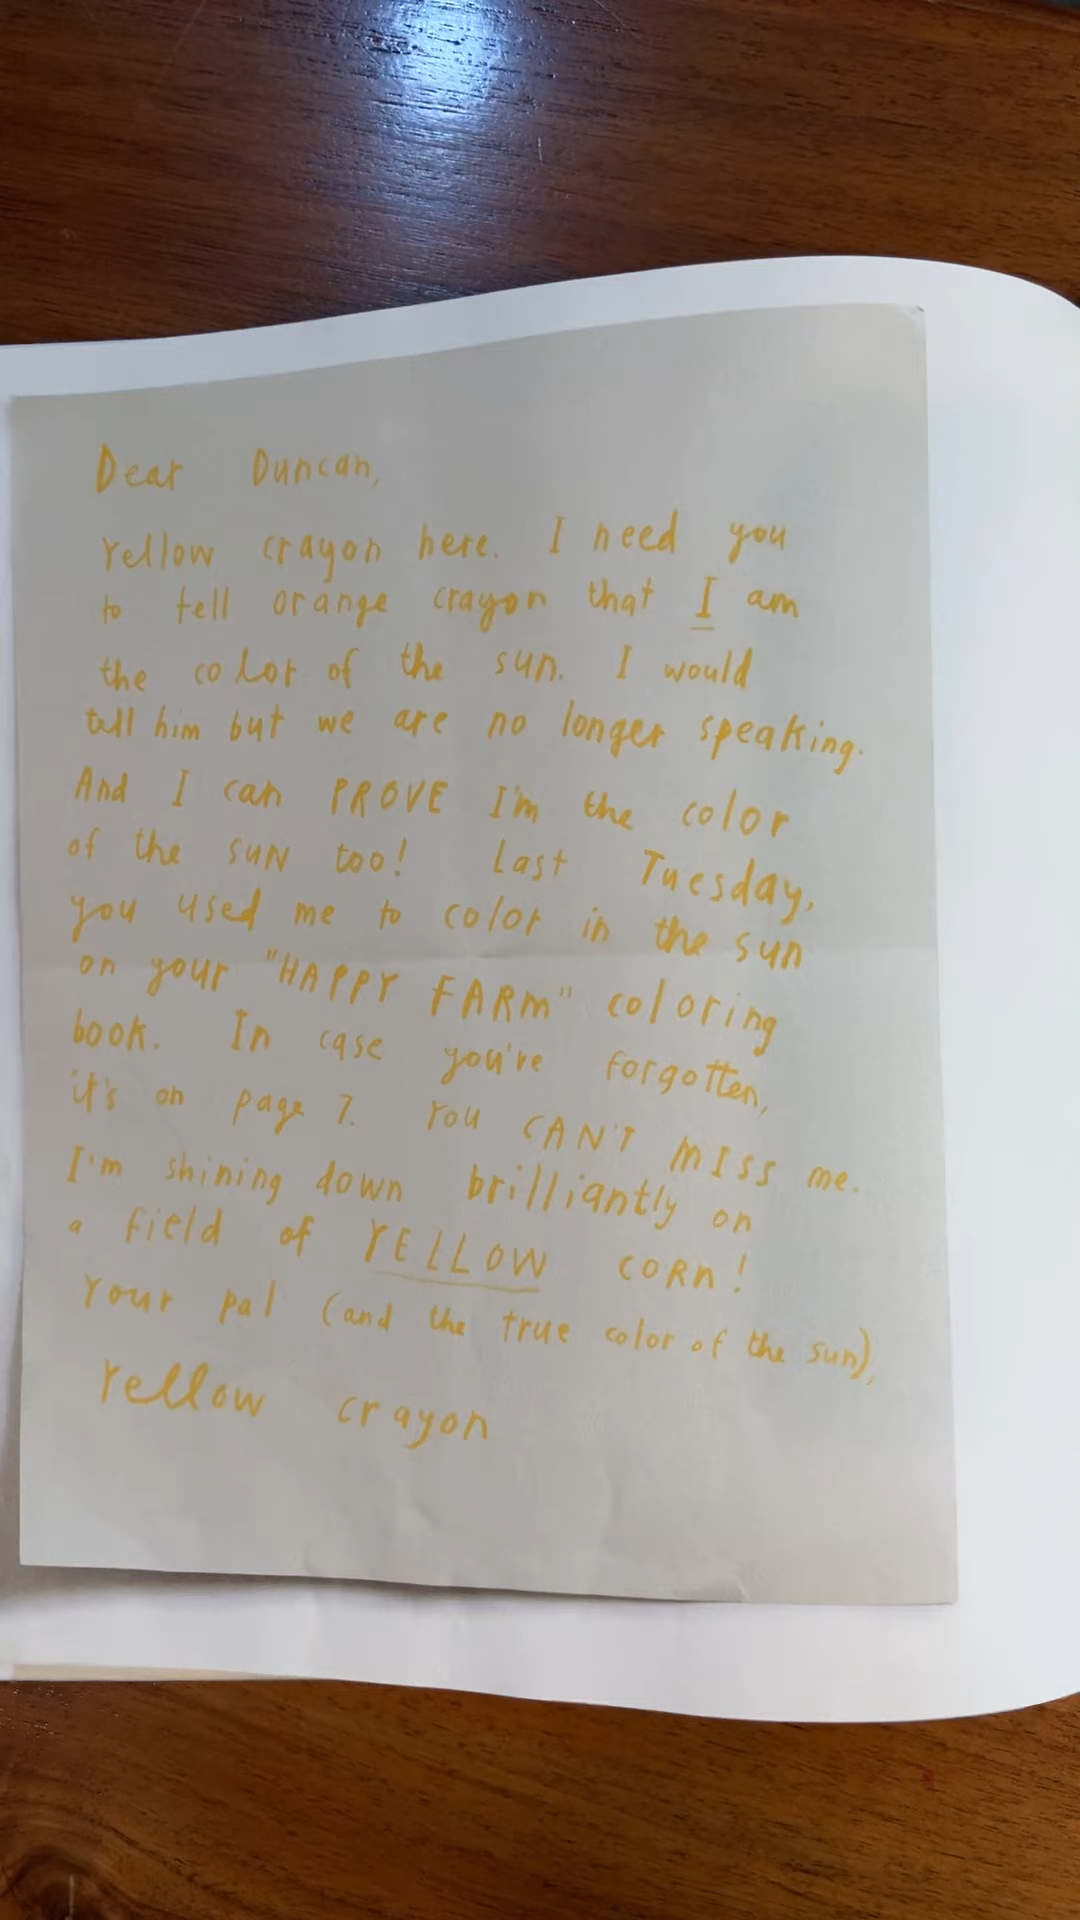 Dear Duncan,
Yellow crayon here. I need you
to tell orange crayon that I am
the color of the sun. I would
tell him but we are no longer speaking.
And I can PROVE I'm the color
of the SUN too! Last Tuesday,
you used me to color in the sun
on your "HAPPY FARM" coloring
book. In case you've forgotten,
it's on page 7. You CAN'T MISS me.
I'm shining down brilliantly on
a field of YELLOW CORN!
Your pal (and the true color of the sun),
Yellow crayon